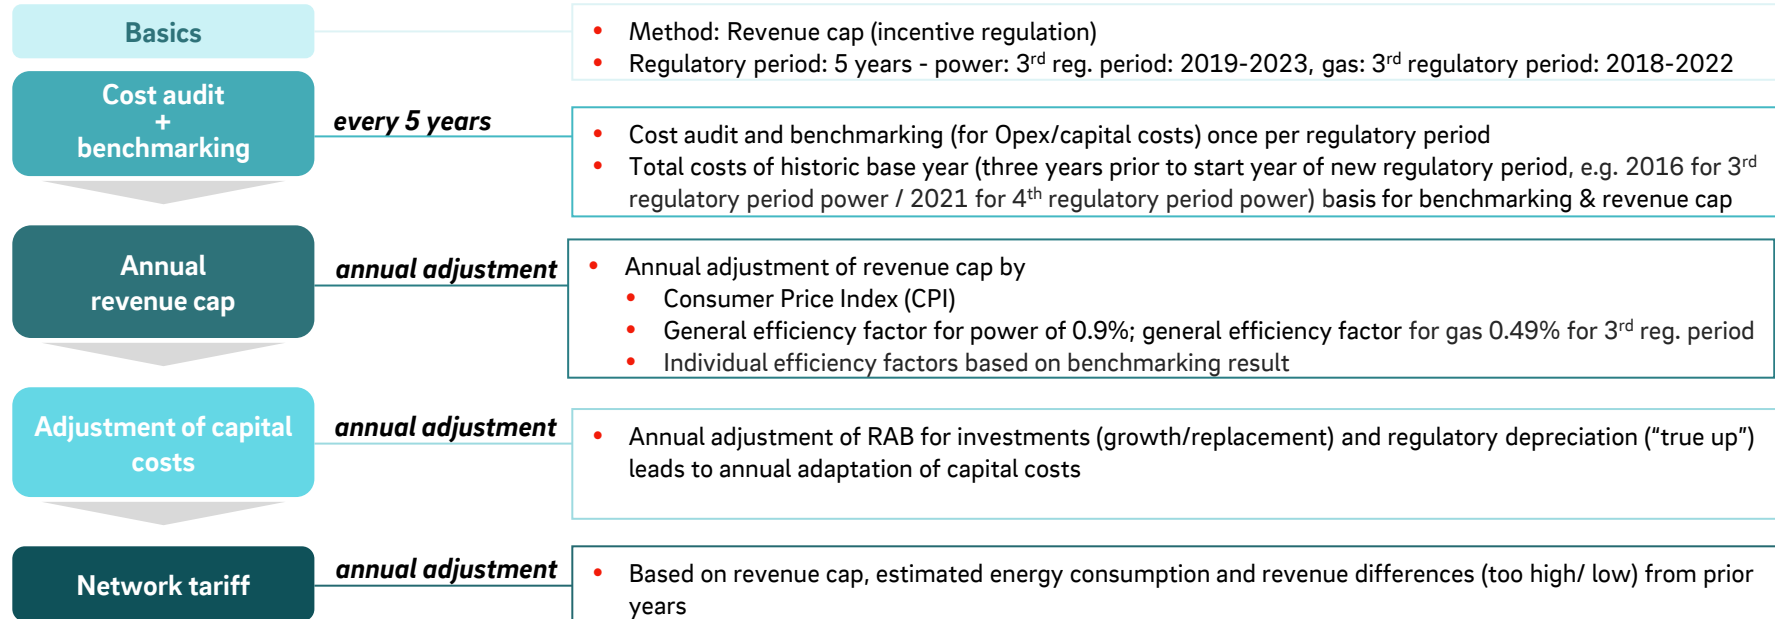 Basics
• Method: Revenue cap (incentive regulation)
• Regulatory period: 5 years - power: 3rd reg. period: 2019-2023, gas: 3rd regulatory period: 2018-2022
Cost audit
+
benchmarking
every 5 years
• Cost audit and benchmarking (for Opex/capital costs) once per regulatory period
• Total costs of historic base year (three years prior to start year of new regulatory period, e.g. 2016 for 3rd
regulatory period power / 2021 for 4th regulatory period power) basis for benchmarking & revenue cap
Annual
revenue cap
annual adjustment
• Annual adjustment of revenue cap by
• Consumer Price Index (CPI)
• General efficiency factor for power of 0.9%; general efficiency factor for gas 0.49% for 3rd reg. period
• Individual efficiency factors based on benchmarking result
Adjustment of capital
costs
annual adjustment
• Annual adjustment of RAB for investments (growth/replacement) and regulatory depreciation (“true up”)
leads to annual adaptation of capital costs
Network tariff
annual adjustment
• Based on revenue cap, estimated energy consumption and revenue differences (too high/ low) from prior
years